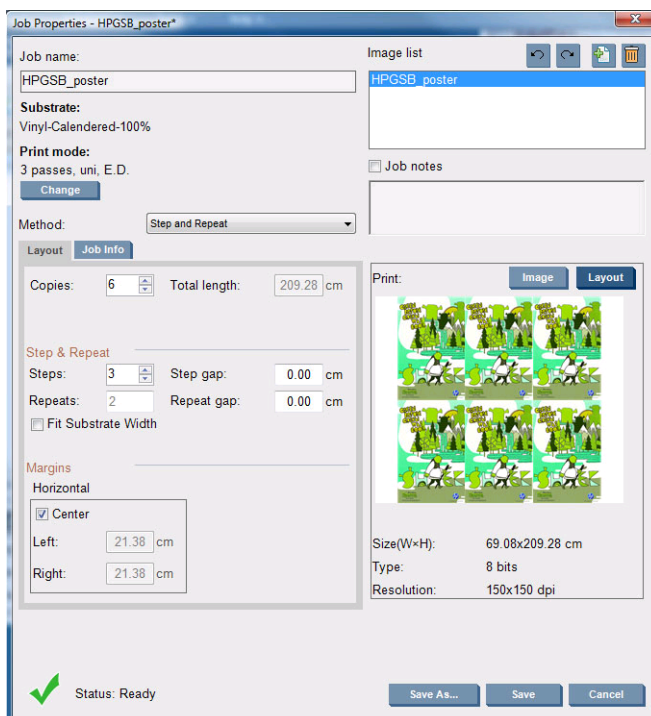 Job Properties - HPGSB_poster*
Job name:
HPGSB_poster
Substrate:
Vinyl-Calendered-100%
Print mode:
3 passes, uni, E.D.
Change
Method:
Step and Repeat
Layout
Job Info
Copies:
6
Total length:
209.28 cm
Step & Repeat
Steps:
3
Step gap:
0.00 cm
Repeats:
2
Repeat gap:
0.00 cm
Fit Substrate Width
Margins
Horizontal
Center
Left:
21.38 cm
Right:
21.38 cm
Image list
HPGSB_poster
Job notes
Print:
Image
Layout
Size(W×H):
69.08x209.28 cm
Type:
8 bits
Resolution:
150x150 dpi
Status: Ready
Save As...
Save
Cancel